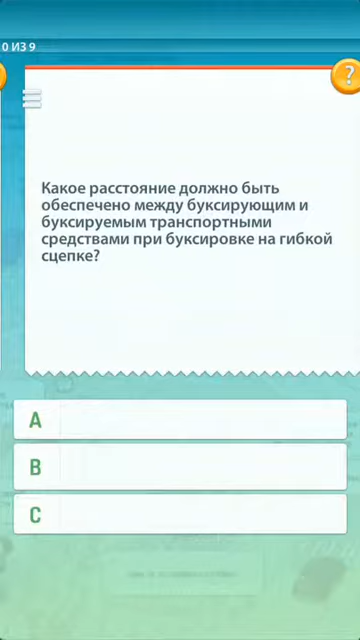 0 ИЗ 9
?
Какое расстояние должно быть
обеспечено между буксирующим и
буксируемым транспортными
средствами при буксировке на гибкой
сцепке?
A
B
C